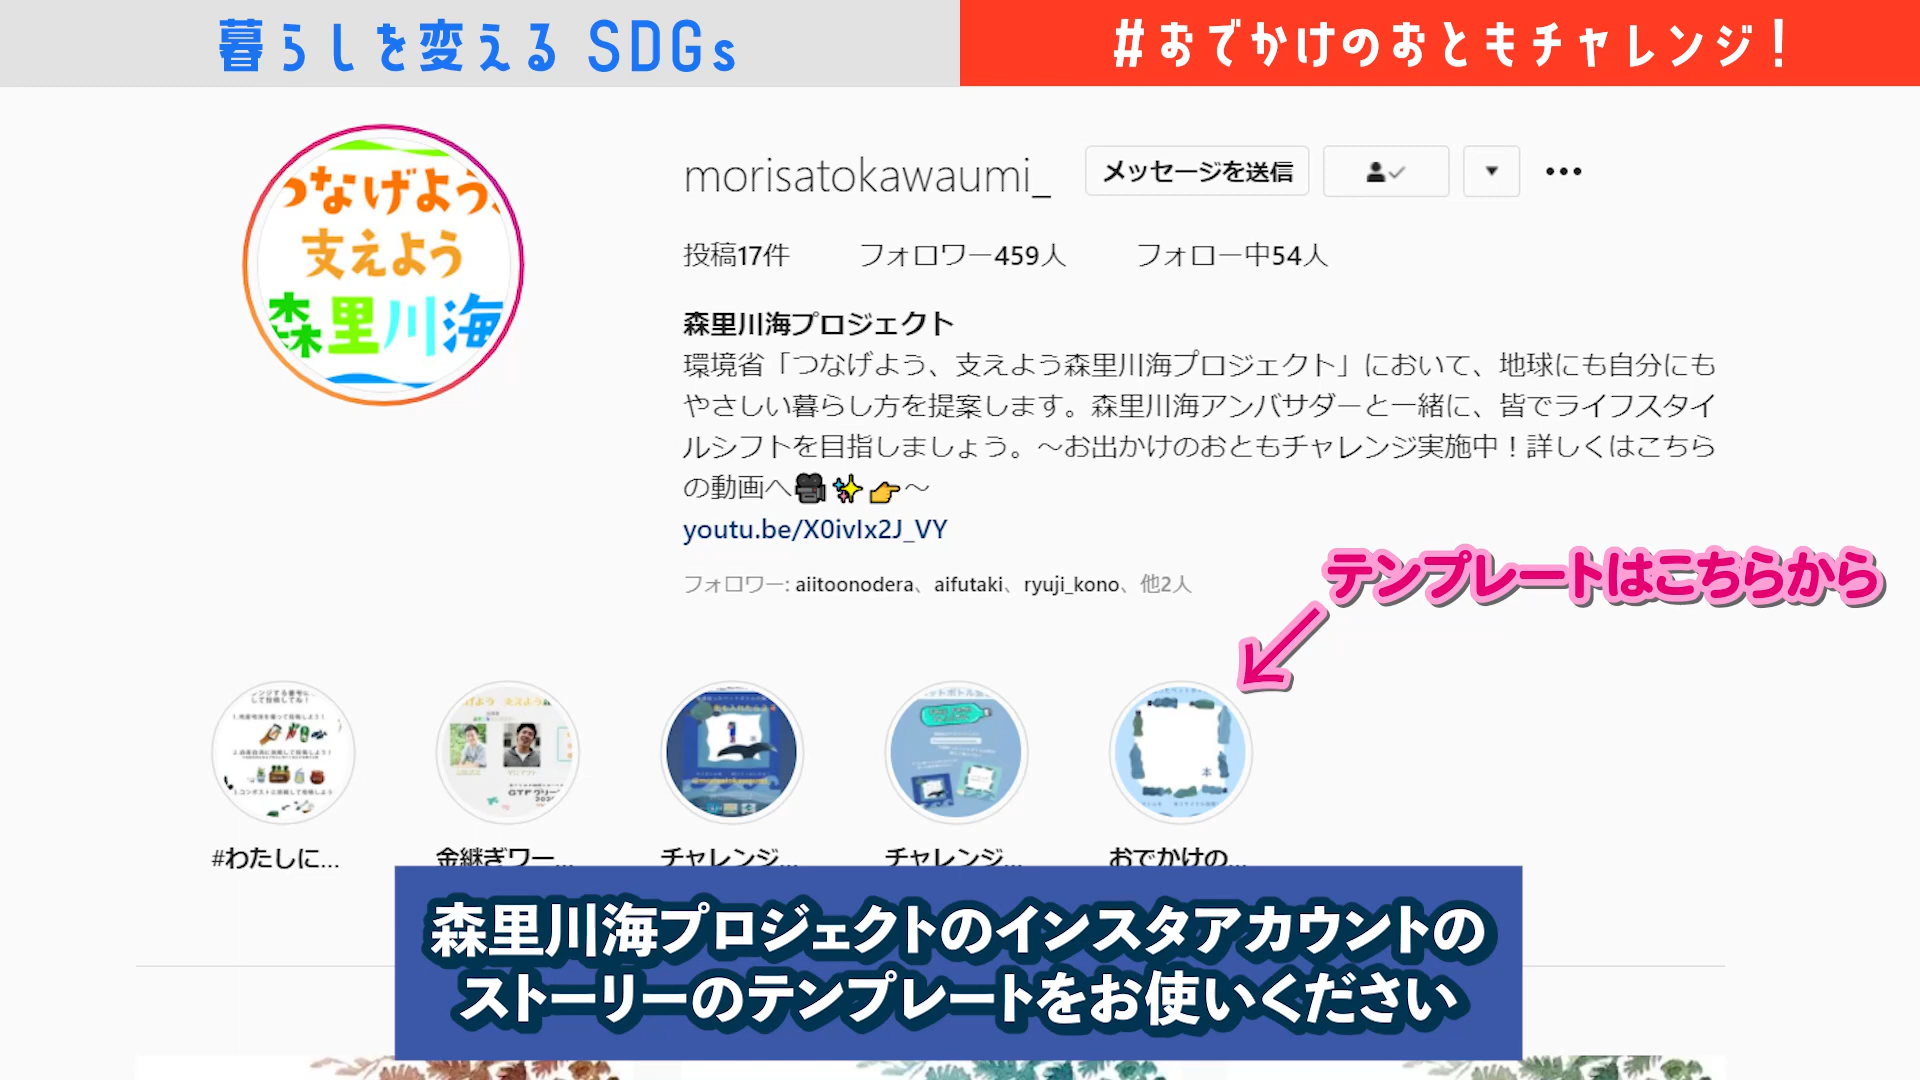 暮らしを変える SDGs
#おでかけのおともチャレンジ！
つなげよう、
支えよう
森里川海
morisatokawaumi_
メッセージを送信
投稿17件 フォロワー459人 フォロー中54人
森里川海プロジェクト
環境省「つなげよう、支えよう森里川海プロジェクト」において、地球にも自分にも
やさしい暮らし方を提案します。森里川海アンバサダーと一緒に、皆でライフスタイ
ルシフトを目指しましょう。～お出かけのおともチャレンジ実施中！詳しくはこちら
の動画へ🎥✨👉～
youtu.be/X0ivIx2J_VY
フォロワー: aiitoonodera、aifutaki、ryuji_kono、他2人
テンプレートはこちらから
#わたしに...
金継ぎワー...
チャレンジ...
チャレンジ...
おでかけの...
森里川海プロジェクトのインスタアカウントの
ストーリーのテンプレートをお使いください